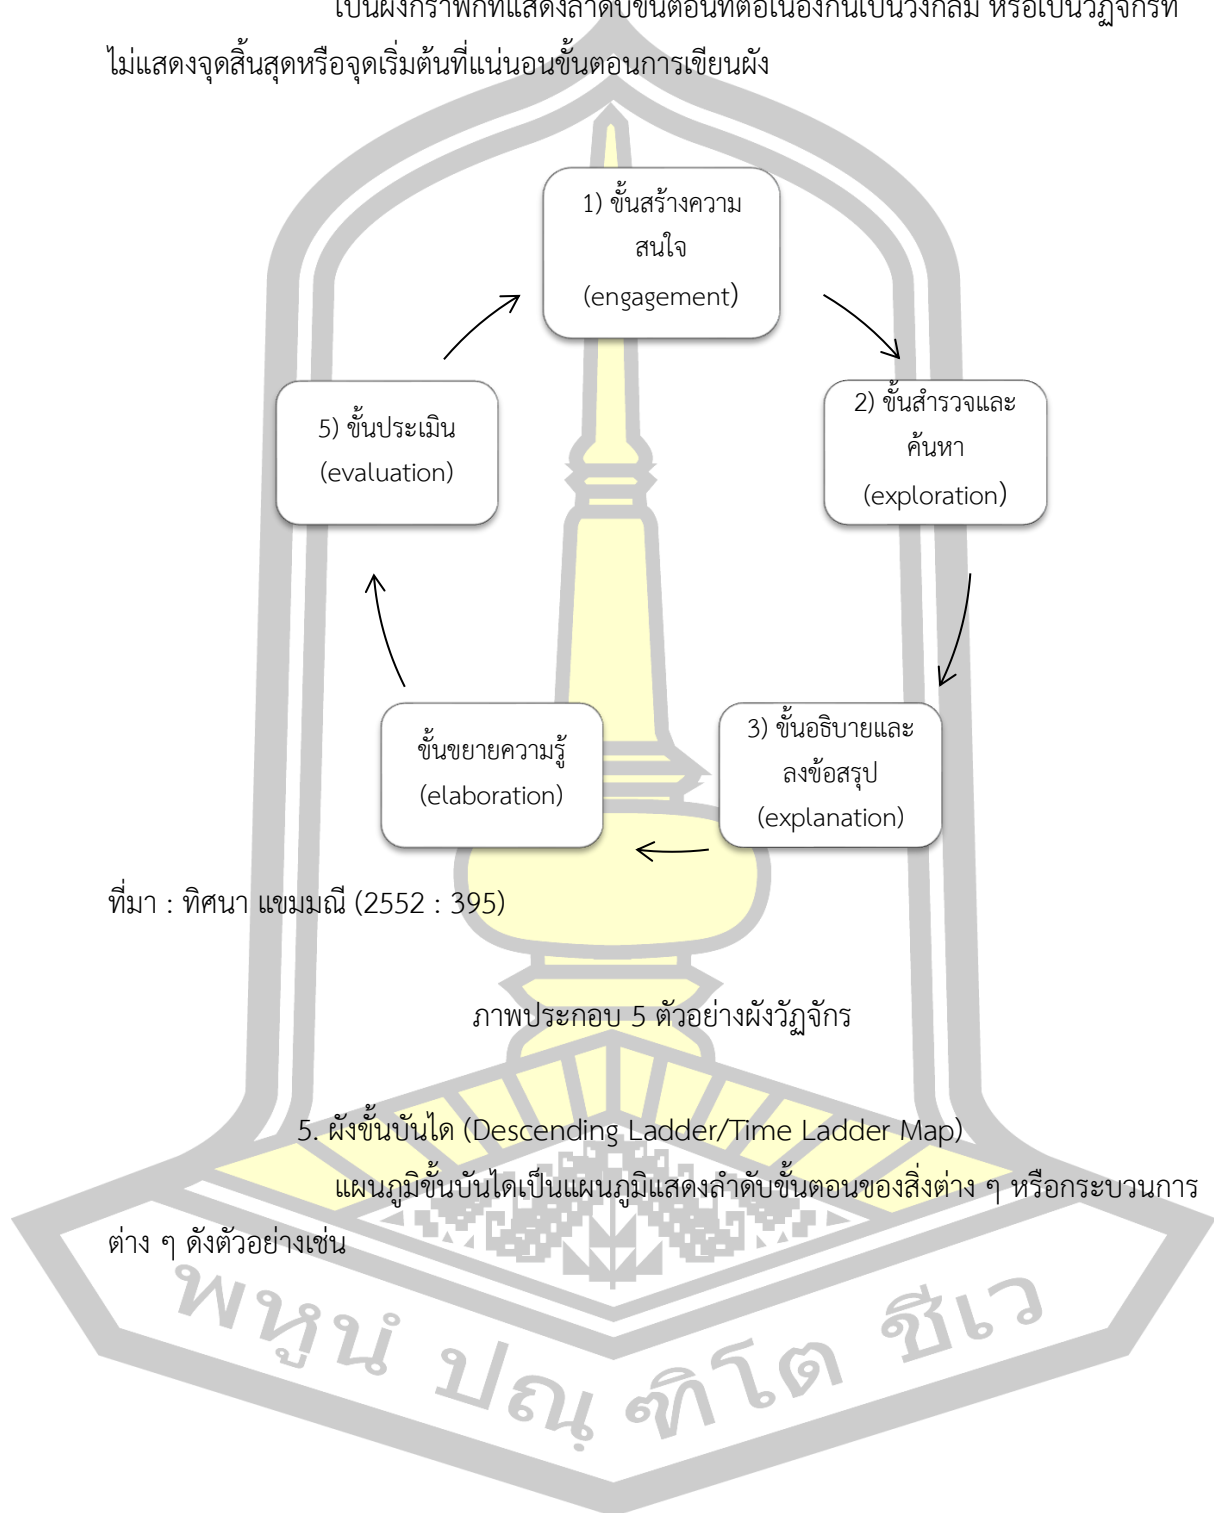 เป็นผังกราฟิกที่แสดงลำดับขั้นตอนที่ต่อเนื่องกันเป็นวงกลม หรือเป็นวัฏจักรที่
ไม่แสดงจุดสิ้นสุดหรือจุดเริ่มต้นที่แน่นอนขั้นตอนการเขียนผัง
1) ขั้นสร้างความ
สนใจ
(engagement)
2) ขั้นสำรวจและ
ค้นหา
(exploration)
3) ขั้นอธิบายและ
ลงข้อสรุป
(explanation)
ขั้นขยายความรู้
(elaboration)
5) ขั้นประเมิน
(evaluation)
ที่มา : ทิศนา แขมมณี (2552 : 395)
ภาพประกอบ 5 ตัวอย่างผังวัฏจักร
5. ผังขั้นบันได (Descending Ladder/Time Ladder Map)
แผนภูมิขั้นบันไดเป็นแผนภูมิแสดงลำดับขั้นตอนของสิ่งต่าง ๆ หรือกระบวนการ
ต่าง ๆ ดังตัวอย่างเช่น
พหูนํ ปณฺฑิโต ชีเว